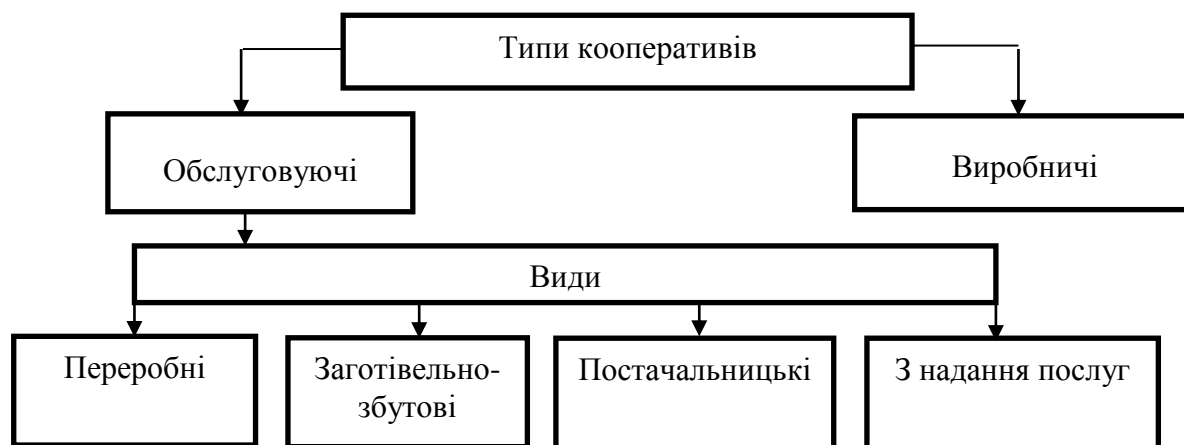 Типи кооперативів
Обслуговуючі
Виробничі
Види
Переробні
Заготівельно-
збутові
Постачальницькі
З надання послуг